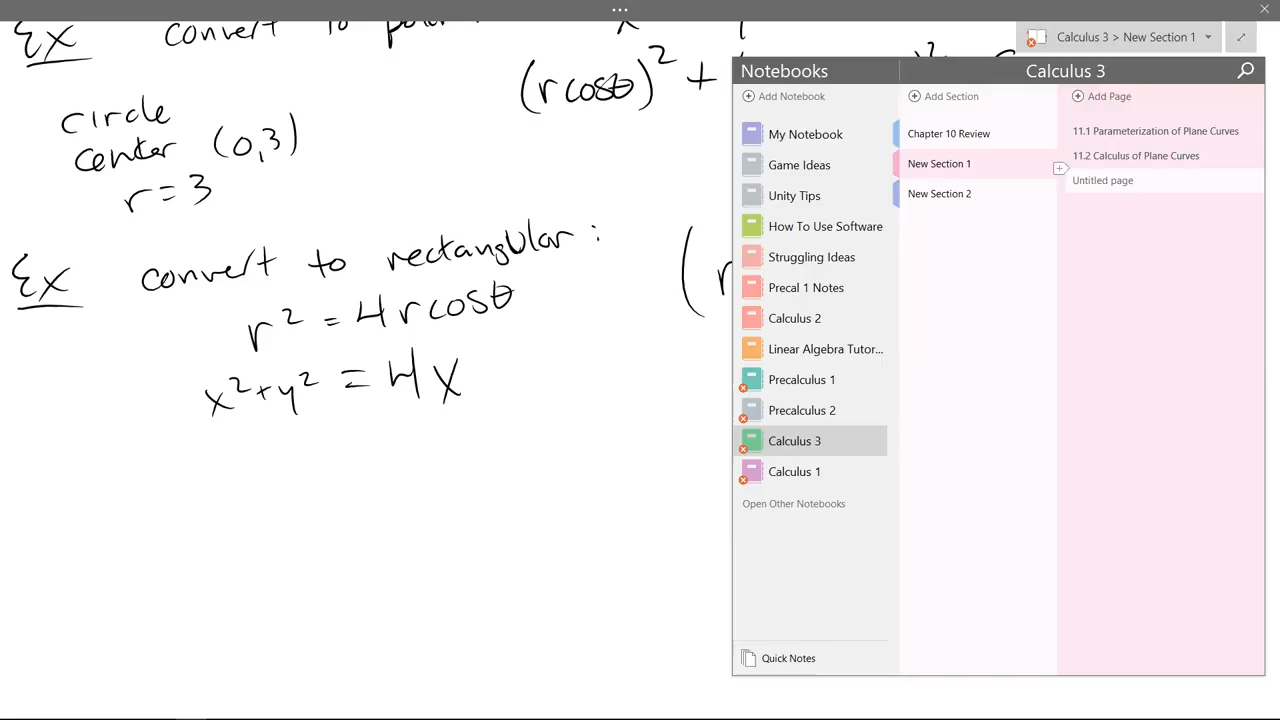 Ex convert to polar:
(r cosθ)² +
circle
center (0,3)
r = 3
Ex convert to rectangular:
r² = 4 r cosθ
x² + y² = 4x
(r
Calculus 3 > New Section 1
Notebooks
Calculus 3
Add Notebook
Add Section
Add Page
My Notebook
Game Ideas
Unity Tips
How To Use Software
Struggling Ideas
Precal 1 Notes
Calculus 2
Linear Algebra Tutor...
Precalculus 1
Precalculus 2
Calculus 3
Calculus 1
Open Other Notebooks
Quick Notes
Chapter 10 Review
New Section 1
New Section 2
11.1 Parameterization of Plane Curves
11.2 Calculus of Plane Curves
Untitled page